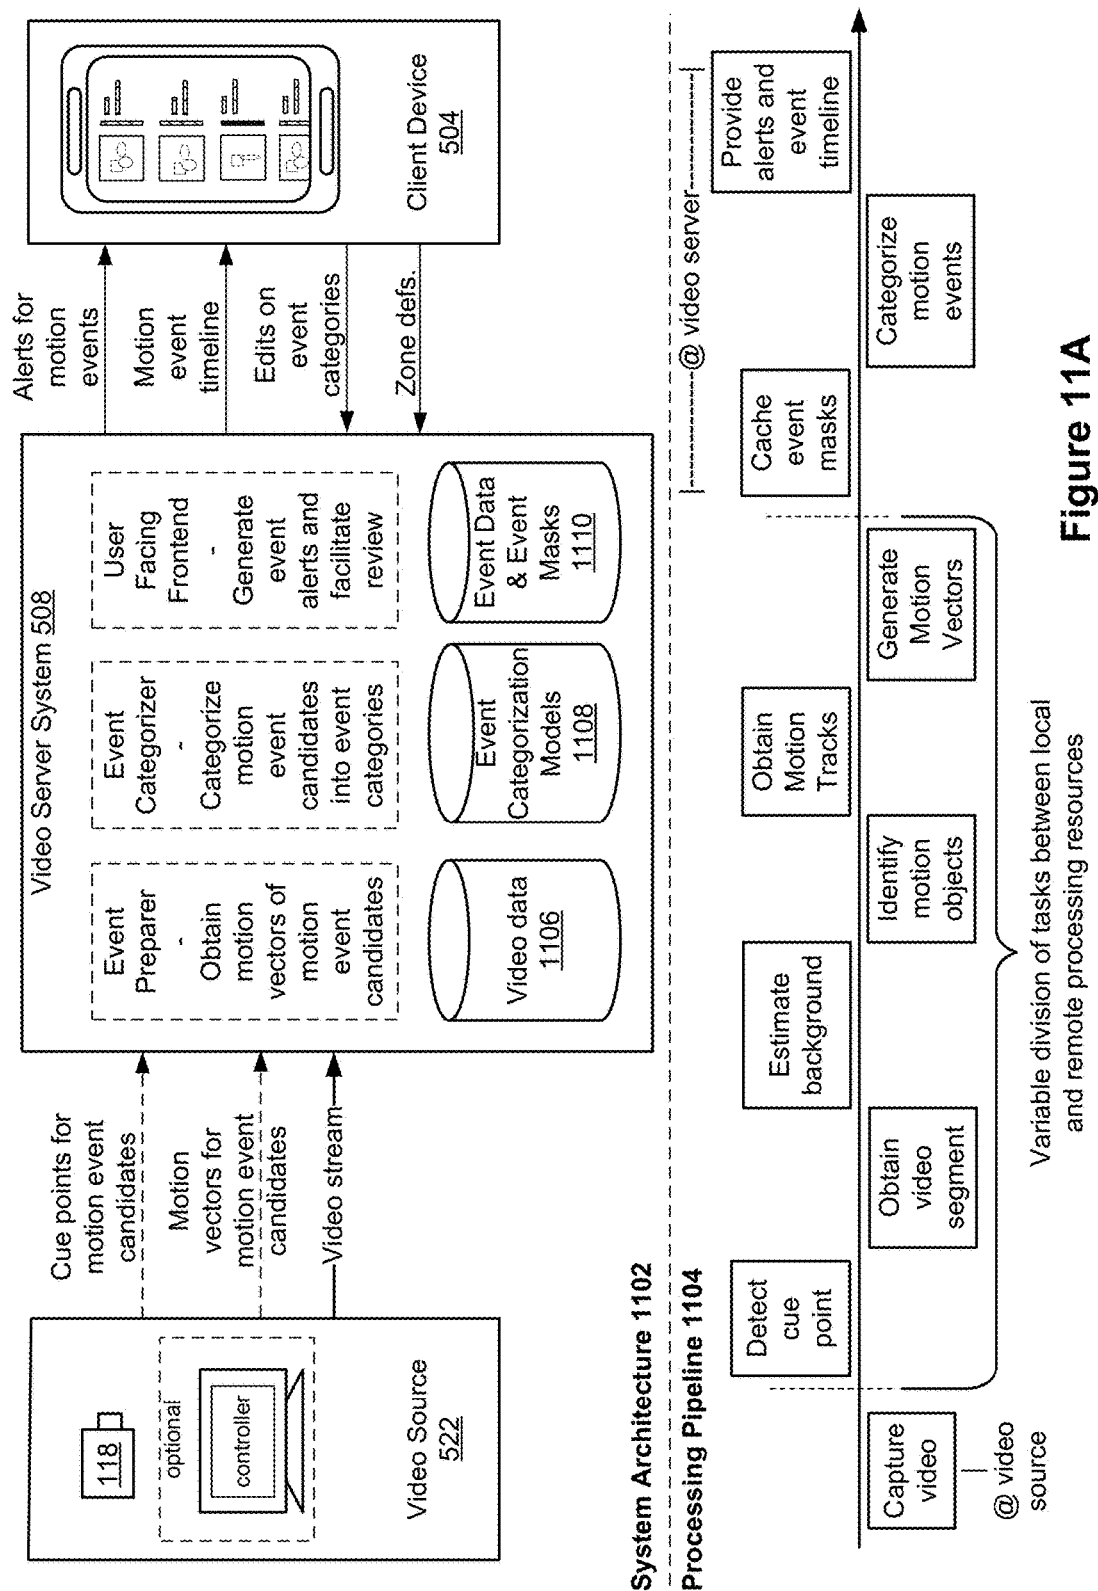 118
optional
controller
Video Source
522
Cue points for
motion event
candidates
Motion
vectors for
motion event
candidates
Video stream
Video Server System 508
Event
Preparer
-
Obtain
motion
vectors of
motion
event
candidates
Event
Categorizer
-
Categorize
motion
event
candidates
into event
categories
User
Facing
Frontend
-
Generate
event
alerts and
facilitate
review
Video data
1106
Event
Categorization
Models
1108
Event Data
& Event
Masks
1110
Alerts for
motion
events
Motion
event
timeline
Edits on
event
categories
Zone defs.
Client Device
504
System Architecture 1102
Processing Pipeline 1104
Capture
video
@ video
source
Detect
cue
point
Obtain
video
segment
Estimate
background
Identify
motion
objects
Obtain
Motion
Tracks
Generate
Motion
Vectors
Variable division of tasks between local
and remote processing resources
@ video server
Cache
event
masks
Categorize
motion
events
Provide
alerts and
event
timeline
Figure 11A